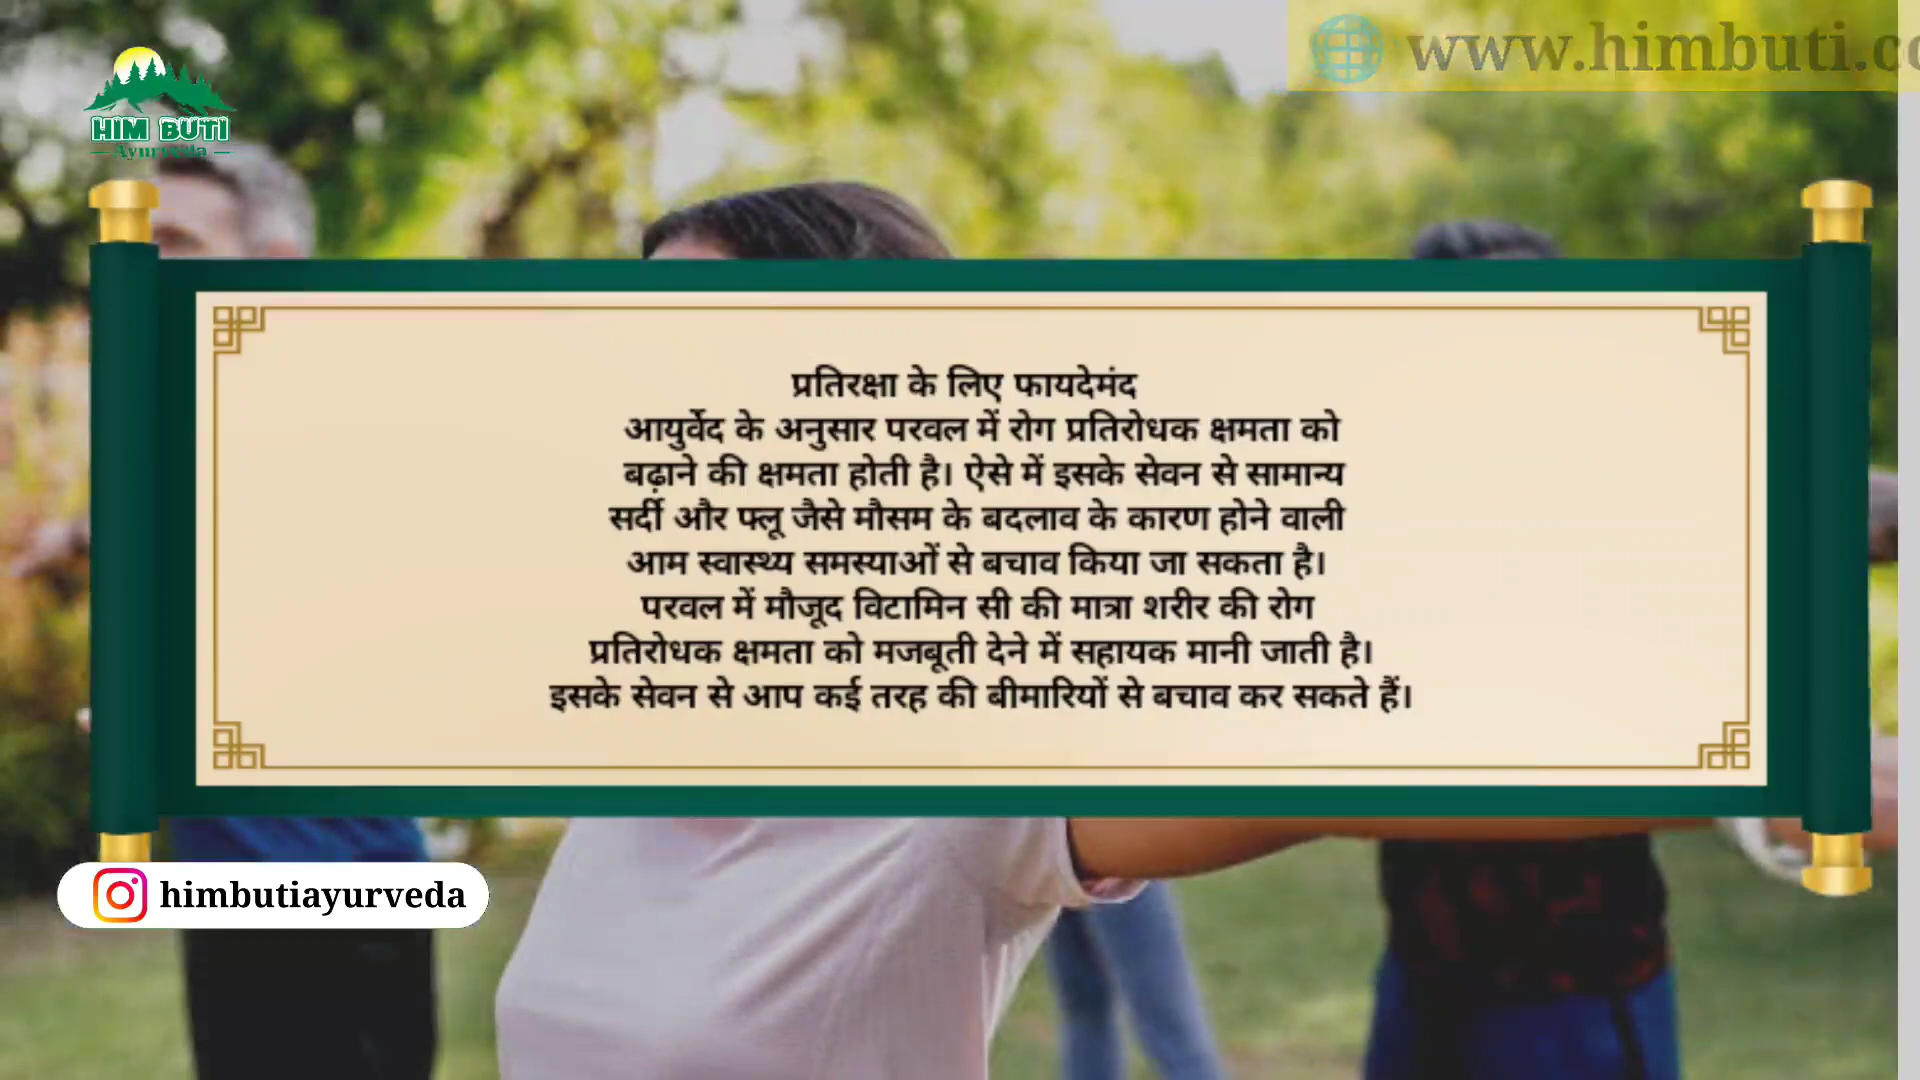 www.himbuti.co
HIM BUTI
Ayurveda
प्रतिरक्षा के लिए फायदेमंद
आयुर्वेद के अनुसार परवल में रोग प्रतिरोधक क्षमता को
बढ़ाने की क्षमता होती है। ऐसे में इसके सेवन से सामान्य
सर्दी और फ्लू जैसे मौसम के बदलाव के कारण होने वाली
आम स्वास्थ्य समस्याओं से बचाव किया जा सकता है।
परवल में मौजूद विटामिन सी की मात्रा शरीर की रोग
प्रतिरोधक क्षमता को मजबूती देने में सहायक मानी जाती है।
इसके सेवन से आप कई तरह की बीमारियों से बचाव कर सकते हैं।
himbutiayurveda